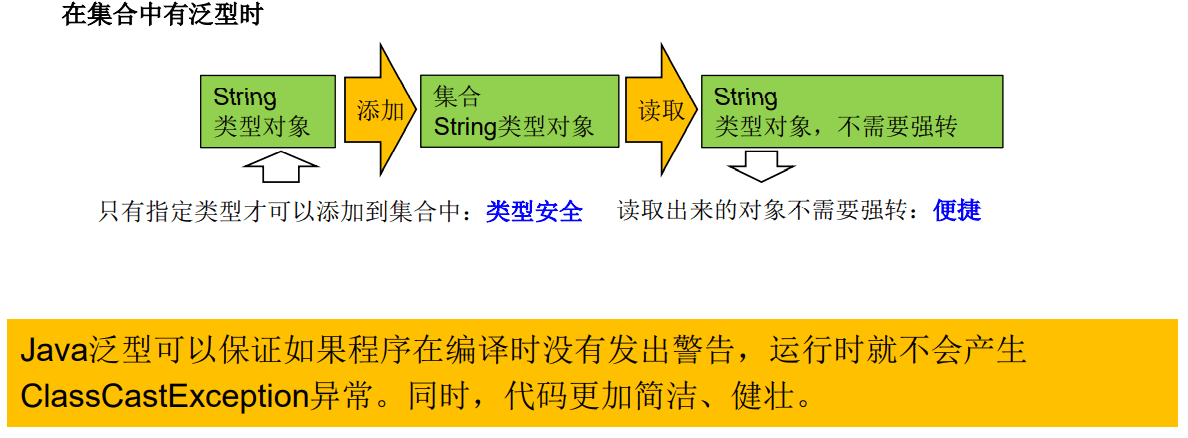 在集合中有泛型时
String
类型对象
添加
集合
String类型对象
读取
String
类型对象，不需要强转
只有指定类型才可以添加到集合中：类型安全
读取出来的对象不需要强转：便捷
Java泛型可以保证如果程序在编译时没有发出警告，运行时就不会产生
ClassCastException异常。同时，代码更加简洁、健壮。